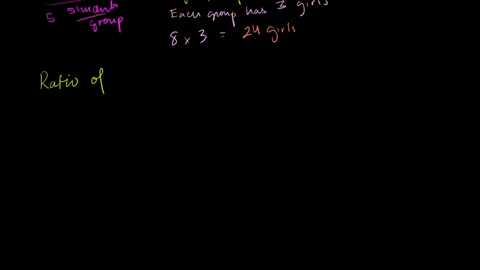 5 students
group
Each group has 3 girls
8 x 3 = 24 girls
Ratio of